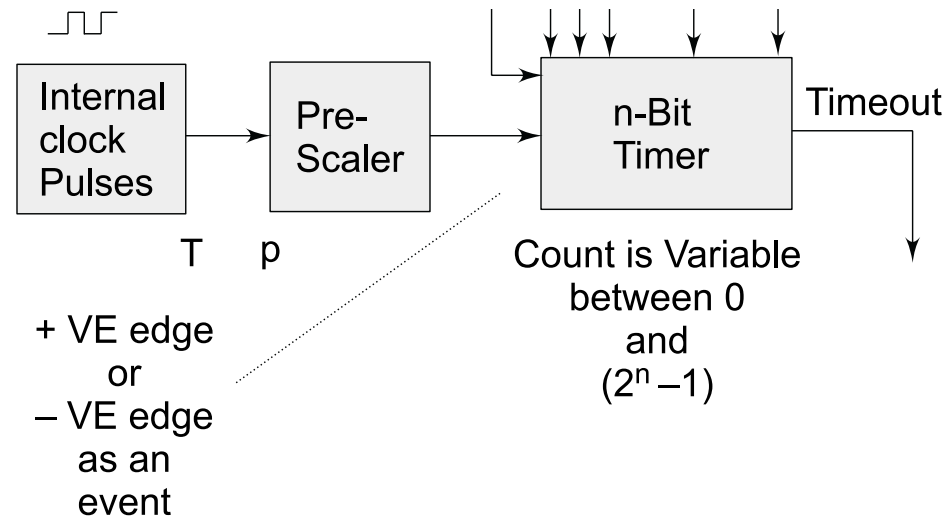 Internal
clock
Pulses
Pre-
Scaler
n-Bit
Timer
Timeout
T p
Count is Variable
between 0
and
(2ⁿ –1)
+ VE edge
or
– VE edge
as an
event